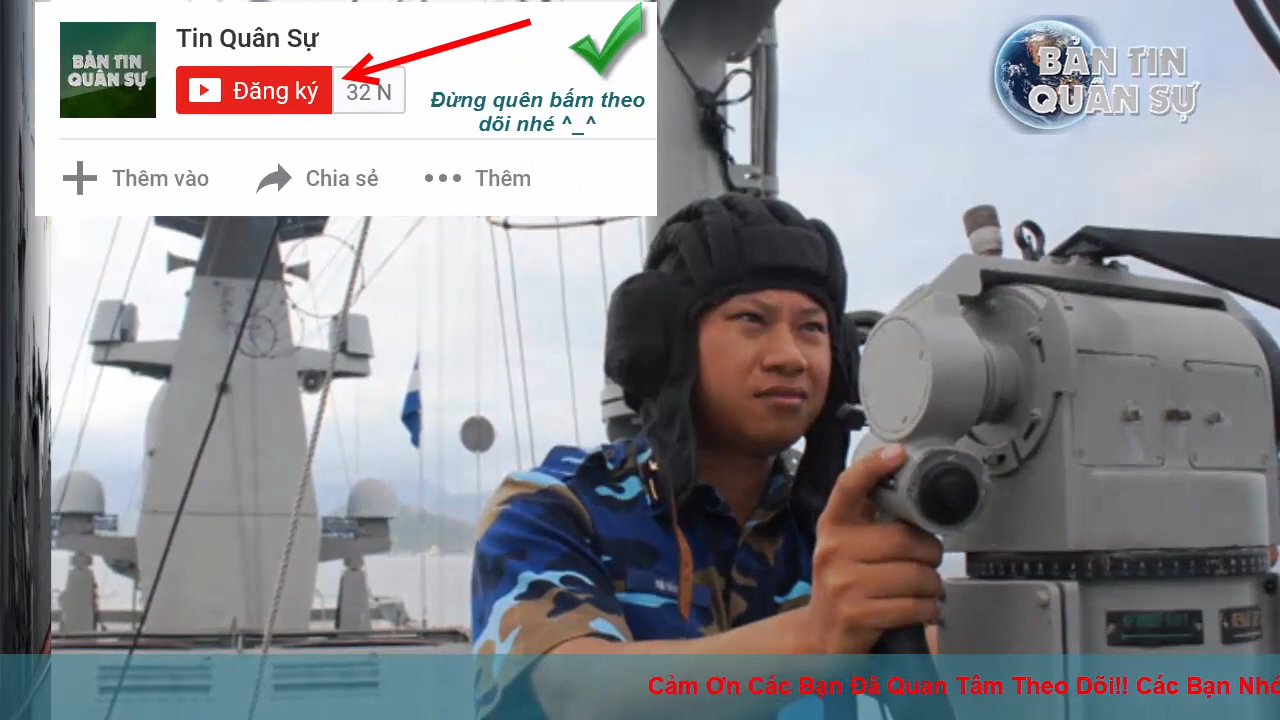 Tin Quân Sự
BẢN TIN
QUÂN SỰ
Đăng ký
32 N
Đừng quên bấm theo
dõi nhé ^_^
Thêm vào
Chia sẻ
Thêm
BẢN TIN
QUÂN SỰ
Cảm Ơn Các Bạn Đã Quan Tâm Theo Dõi!! Các Bạn Nhớ